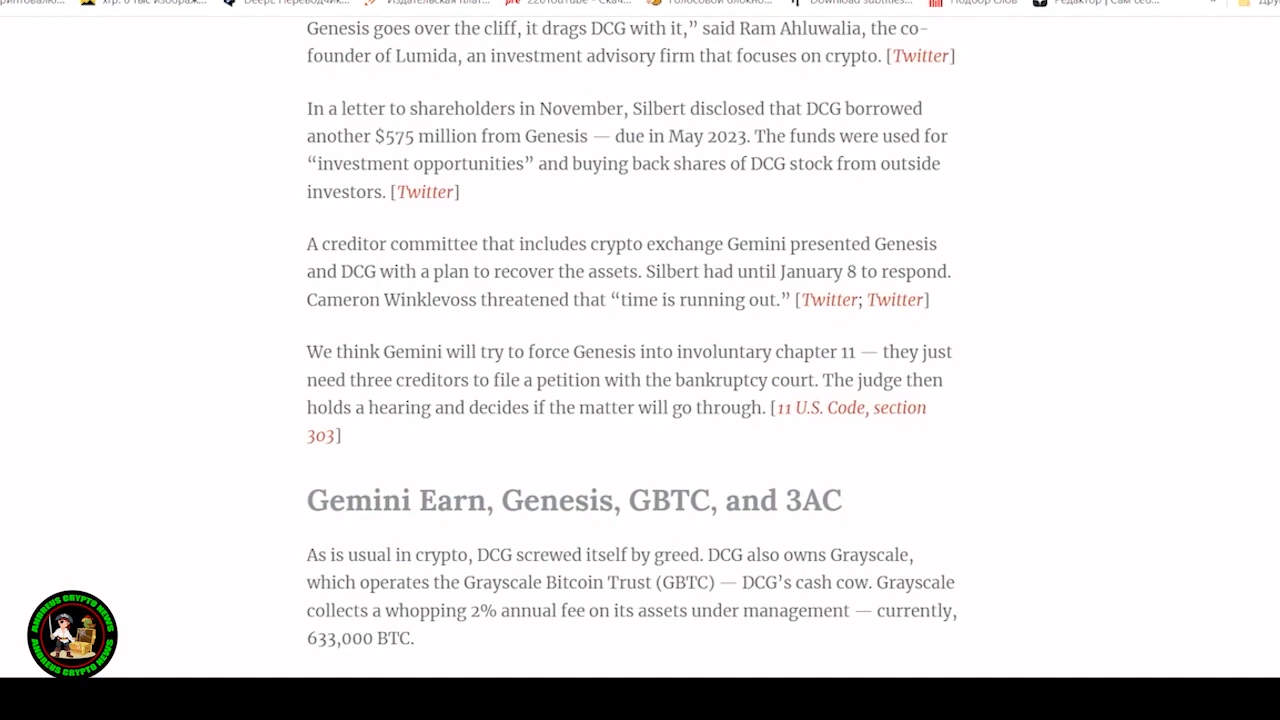 Genesis goes over the cliff, it drags DCG with it,” said Ram Ahluwalia, the co-
founder of Lumida, an investment advisory firm that focuses on crypto. [Twitter]
In a letter to shareholders in November, Silbert disclosed that DCG borrowed
another $575 million from Genesis — due in May 2023. The funds were used for
“investment opportunities” and buying back shares of DCG stock from outside
investors. [Twitter]
A creditor committee that includes crypto exchange Gemini presented Genesis
and DCG with a plan to recover the assets. Silbert had until January 8 to respond.
Cameron Winklevoss threatened that “time is running out.” [Twitter; Twitter]
We think Gemini will try to force Genesis into involuntary chapter 11 — they just
need three creditors to file a petition with the bankruptcy court. The judge then
holds a hearing and decides if the matter will go through. [11 U.S. Code, section
303]
Gemini Earn, Genesis, GBTC, and 3AC
As is usual in crypto, DCG screwed itself by greed. DCG also owns Grayscale,
which operates the Grayscale Bitcoin Trust (GBTC) — DCG’s cash cow. Grayscale
collects a whopping 2% annual fee on its assets under management — currently,
633,000 BTC.
ANDREUS CRYPTO NEWS
ANDREUS CRYPTO NEWS